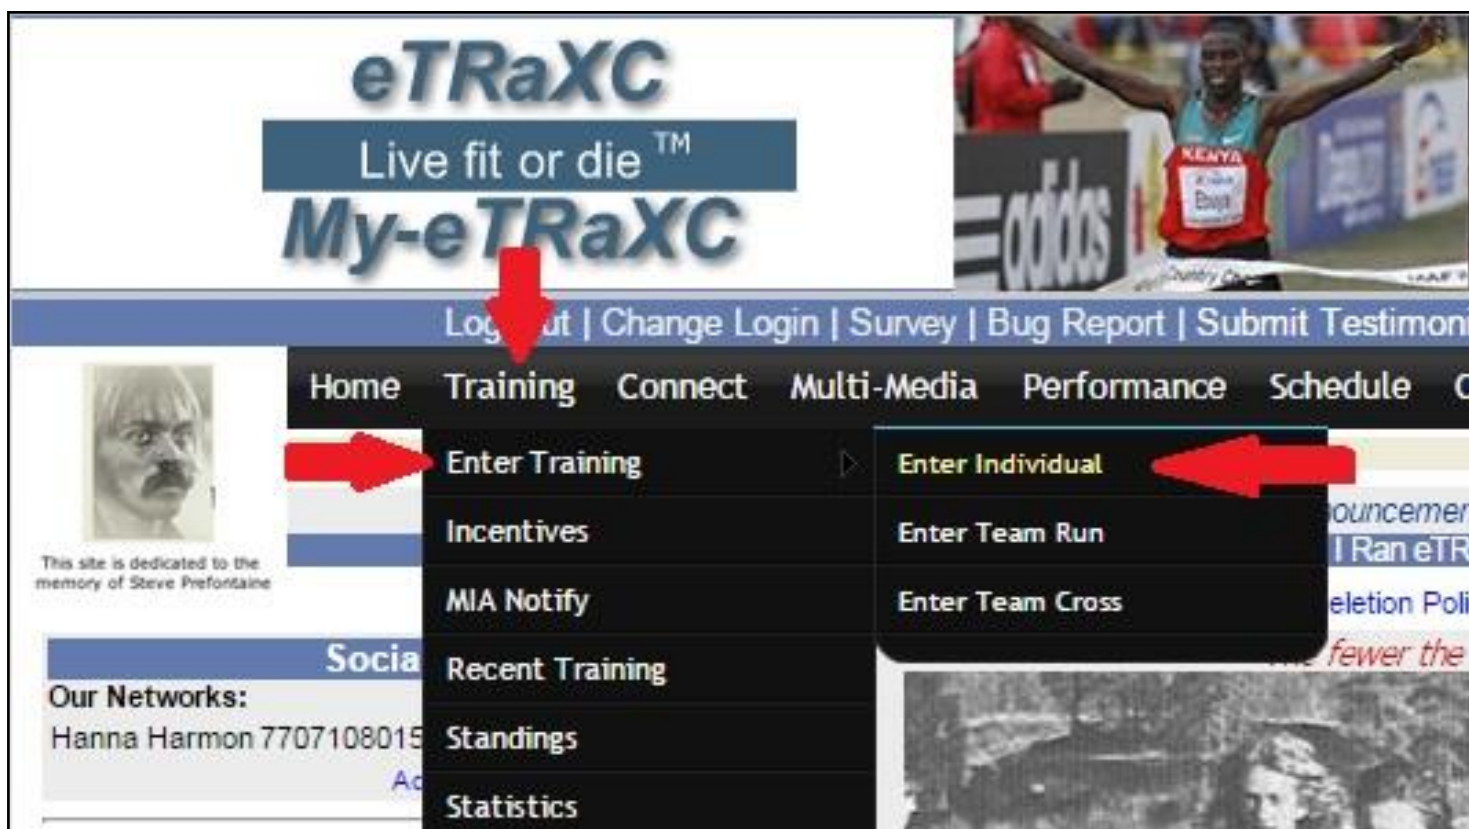 eTRaXC
Live fit or die ™
My-eTRaXC
adidas
KENYA
Ebuya
Country
Log ut | Change Login | Survey | Bug Report | Submit Testimoni
Home Training Connect Multi-Media Performance Schedule C
Enter Training
Enter Individual
Incentives
Enter Team Run
MIA Notify
Enter Team Cross
Recent Training
Standings
Statistics
This site is dedicated to the
memory of Steve Prefontaine
ouncemen
I Ran eTR
eletion Poli
fewer the
Socia
Our Networks:
Hanna Harmon 7707108015
Ad